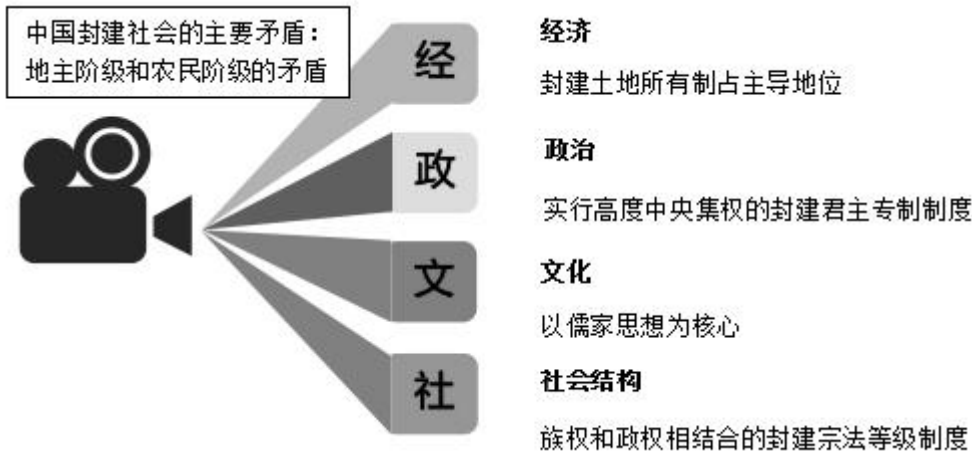 中国封建社会的主要矛盾：
地主阶级和农民阶级的矛盾
经
经济
封建土地所有制占主导地位
政
政治
实行高度中央集权的封建君主专制制度
文
文化
以儒家思想为核心
社
社会结构
族权和政权相结合的封建宗法等级制度